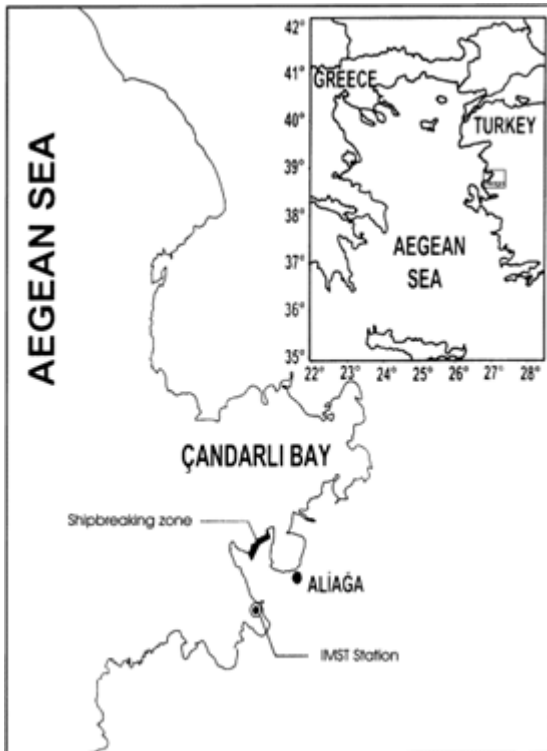 AEGEAN SEA
42°
41°
40°
39°
38°
37°
36°
35°
22°
23°
24°
25°
26°
27°
28°
GREECE
TURKEY
AEGEAN
SEA
ÇANDARLI BAY
Shipbreaking zone
ALİAĞA
IMST Station